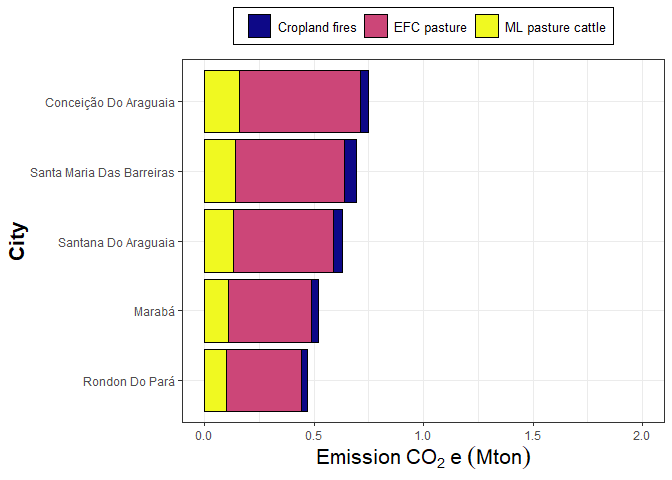 Cropland fires EFC pasture ML pasture cattle
Conceição Do Araguaia
Santa Maria Das Barreiras
Santana Do Araguaia
Marabá
Rondon Do Pará
City
0.0 0.5 1.0 1.5 2.0
Emission CO₂ e (Mton)